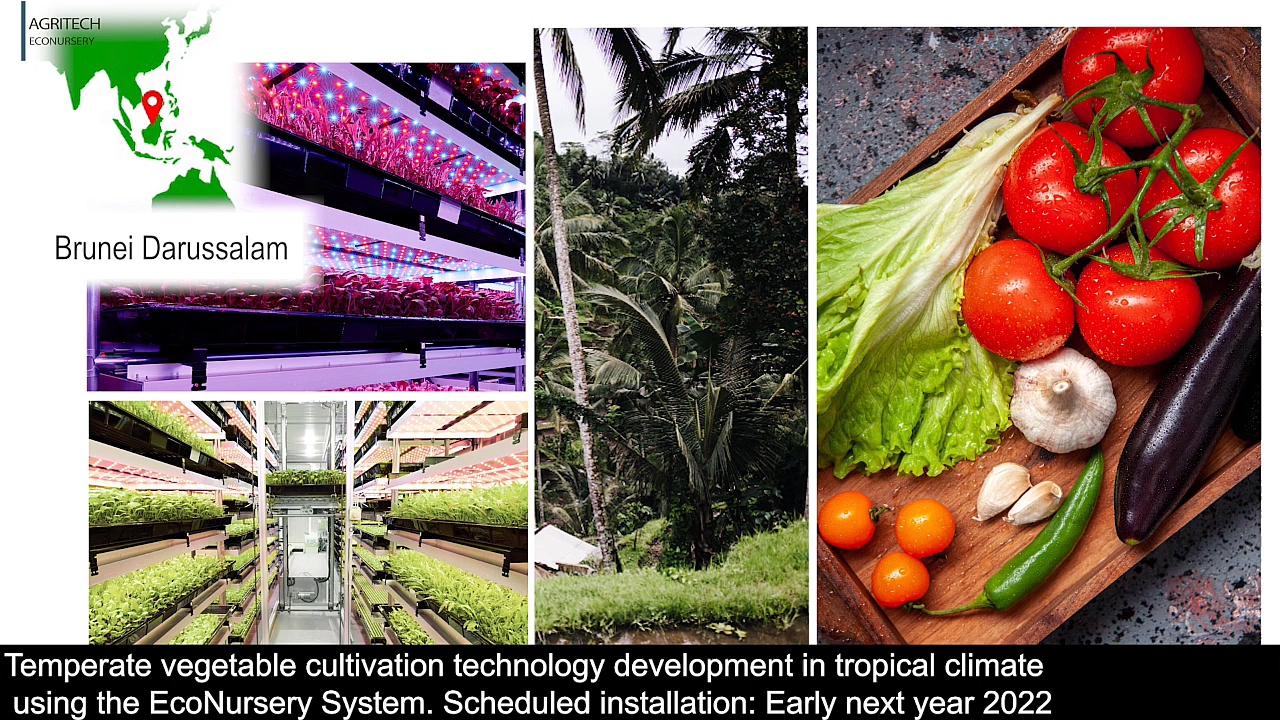 AGRITECH
ECONURSERY
Brunei Darussalam
Temperate vegetable cultivation technology development in tropical climate
using the EcoNursery System. Scheduled installation: Early next year 2022